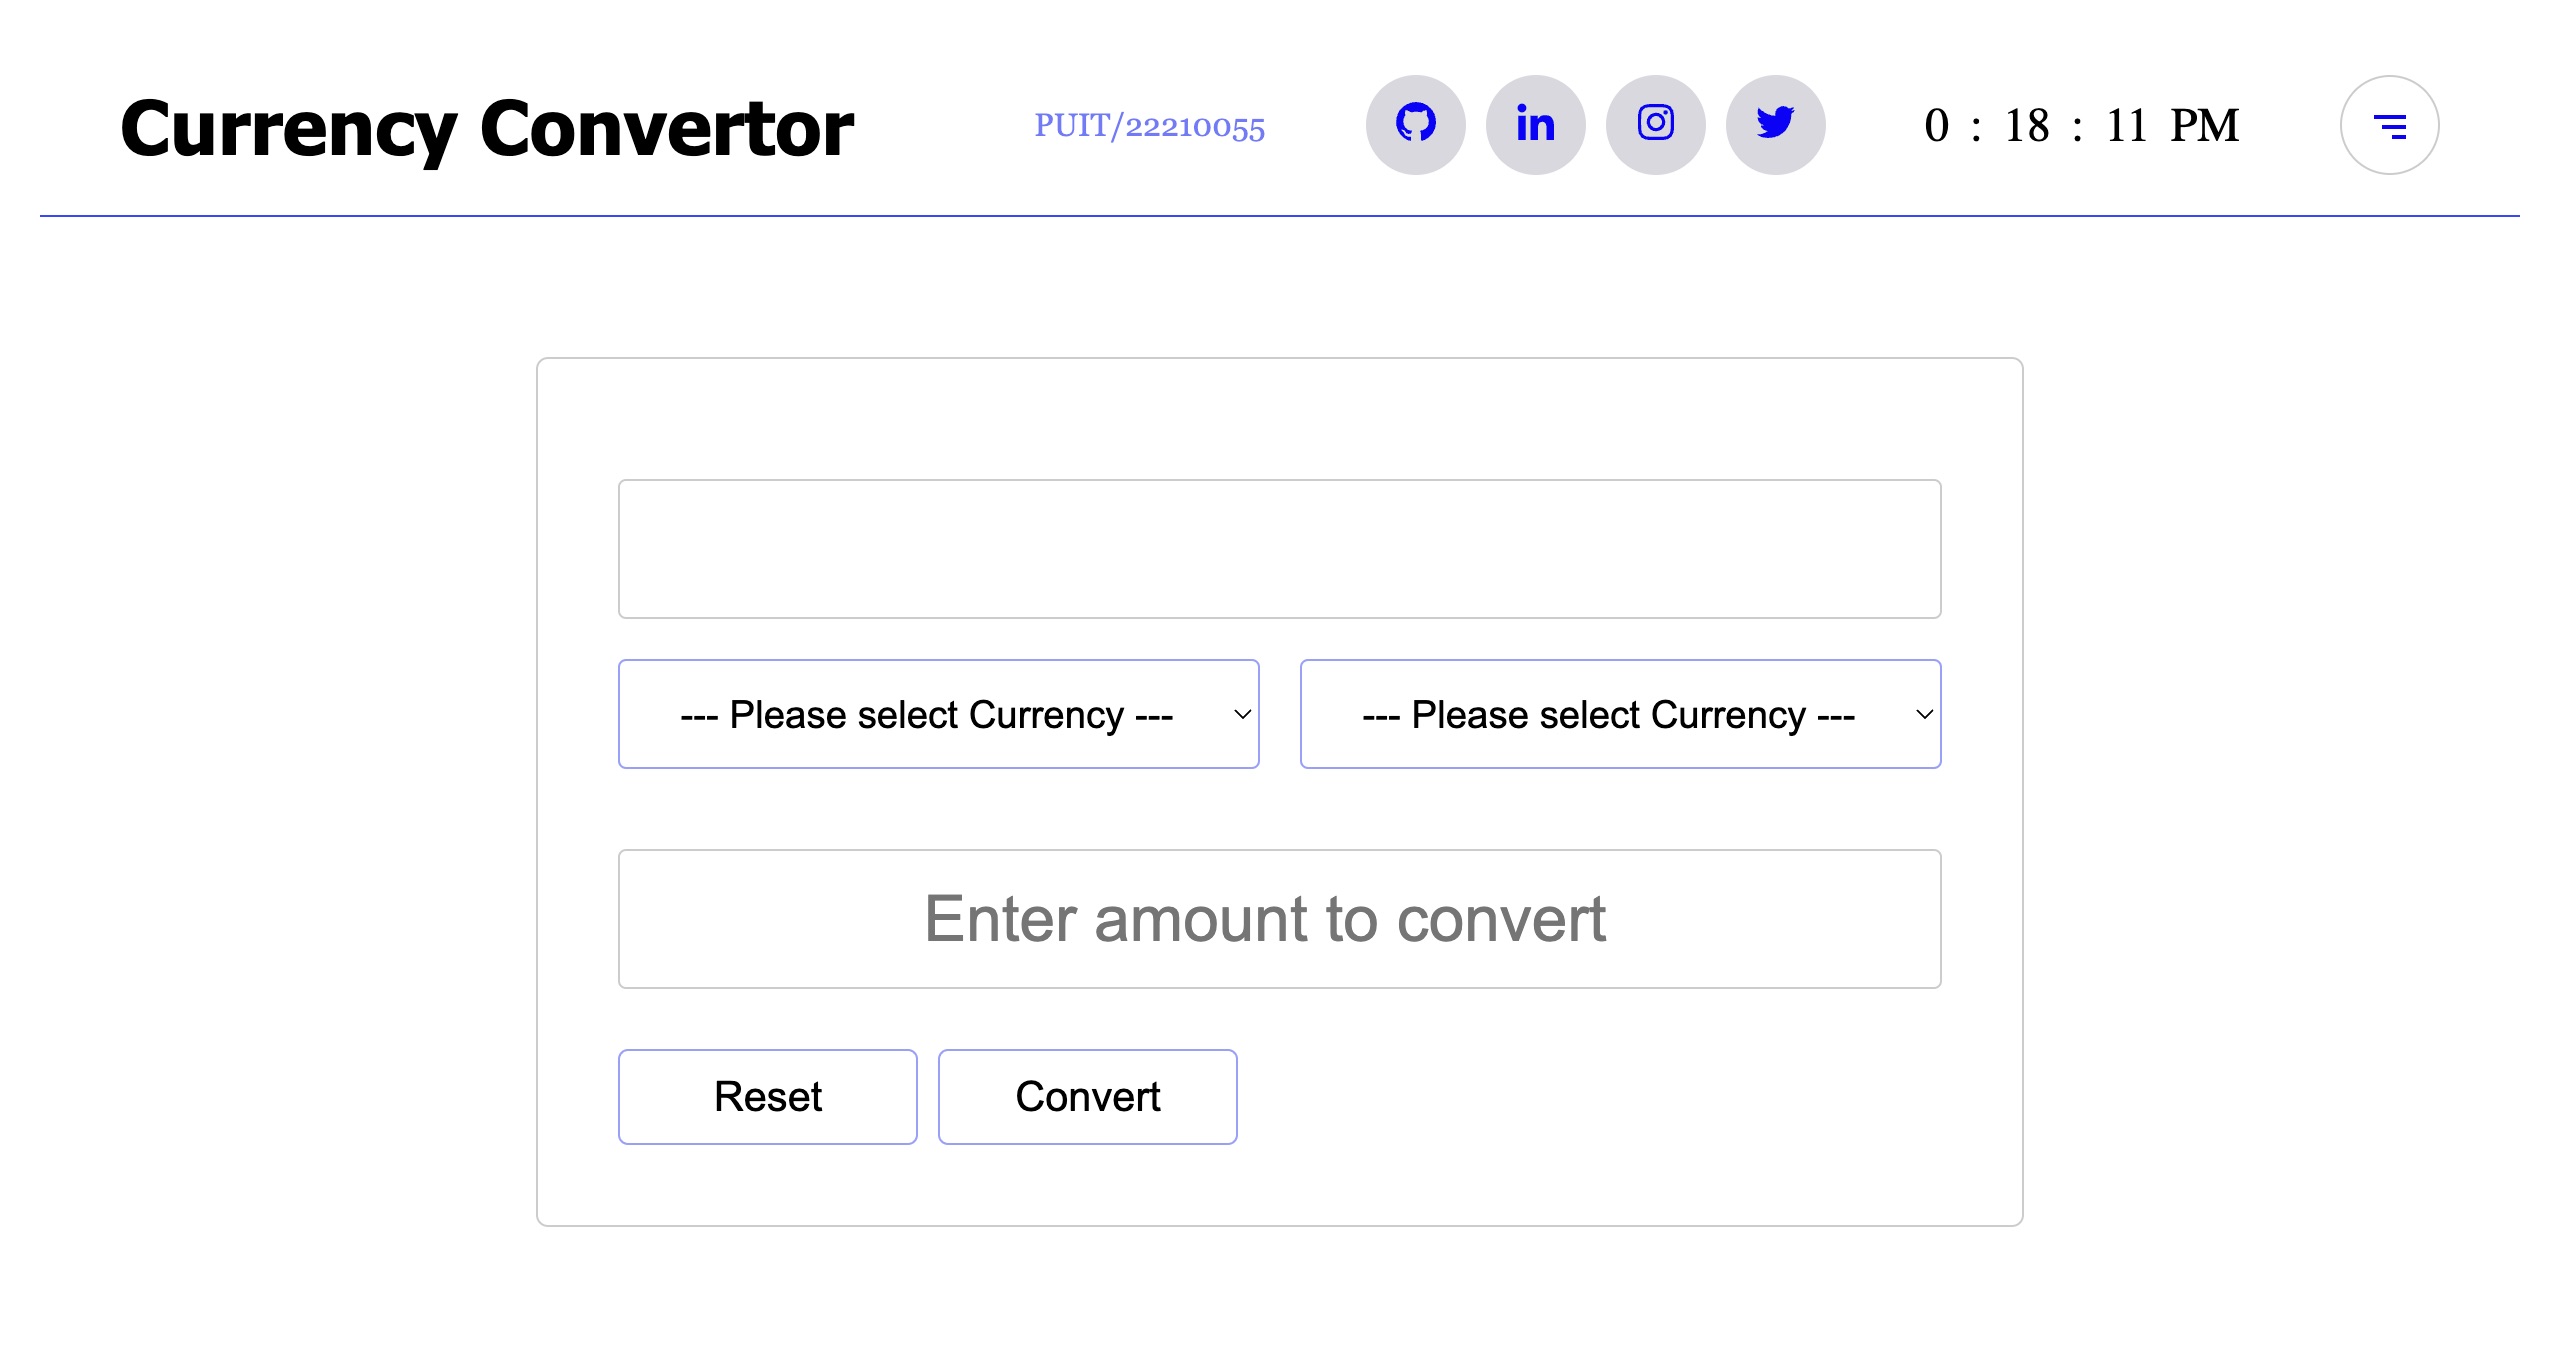 Currency Convertor
PUIT/22210055
0 : 18 : 11 PM
--- Please select Currency ---
--- Please select Currency ---
Enter amount to convert
Reset
Convert